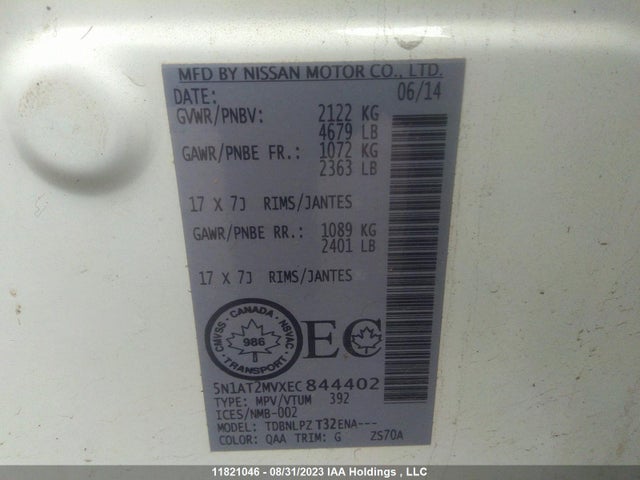 MFD BY NISSAN MOTOR CO., LTD.
DATE: 06/14
GVWR/PNBV: 2122 KG
4679 LB
GAWR/PNBE FR.: 1072 KG
2363 LB
17 X 7J RIMS/JANTES
GAWR/PNBE RR.: 1089 KG
2401 LB
17 X 7J RIMS/JANTES
CMVSS · CANADA · NSVAC
986
· TRANSPORT ·
EC
5N1AT2MVXEC844402
TYPE: MPV/VTUM 392
ICES/NMB-002
MODEL: TDBNLPZ T32ENA---
COLOR: QAA TRIM: G ZS70A
11821046 - 08/31/2023 IAA Holdings , LLC